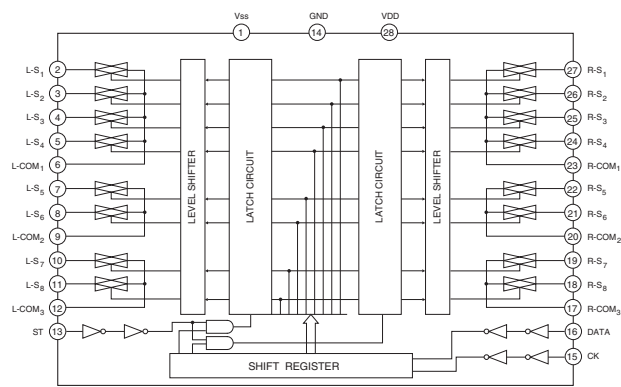 Vss GND VDD
1 14 28
L-S1 2 27 R-S1
L-S2 3 26 R-S2
L-S3 4 25 R-S3
L-S4 5 24 R-S4
L-COM1 6 23 R-COM1
L-S5 7 22 R-S5
L-S6 8 21 R-S6
L-COM2 9 20 R-COM2
L-S7 10 19 R-S7
L-S8 11 18 R-S8
L-COM3 12 17 R-COM3
ST 13 16 DATA
15 CK
LEVEL SHIFTER
LATCH CIRCUIT
LATCH CIRCUIT
LEVEL SHIFTER
SHIFT REGISTER